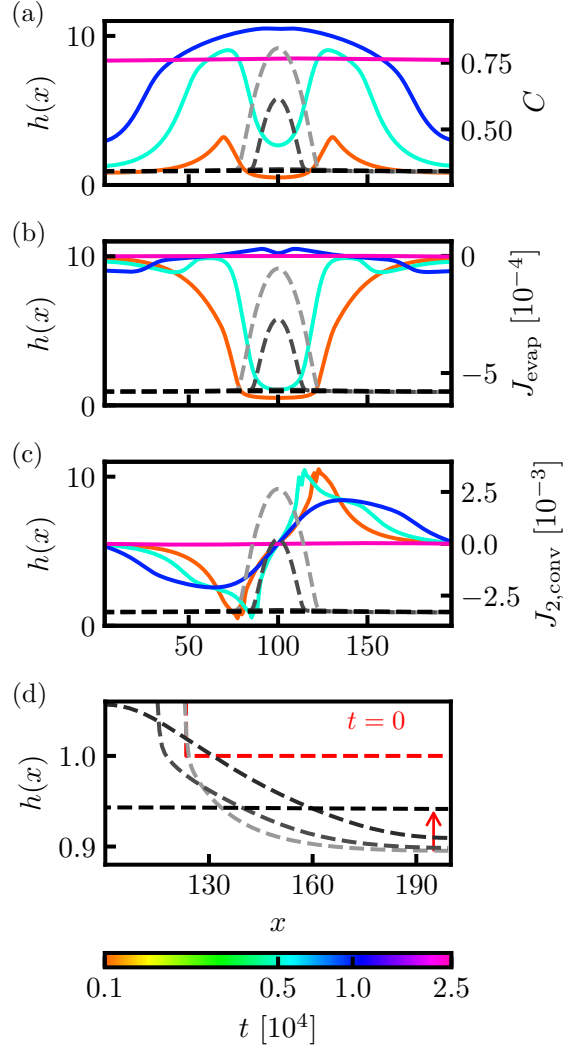 (a)
10
0
h(x)
0.75
0.50
C
(b)
10
0
h(x)
0
−5
J_evap [10^-4]
(c)
10
0
h(x)
2.5
0.0
−2.5
J_2,conv [10^-3]
50 100 150
(d)
t = 0
1.0
0.9
h(x)
130 160 190
x
0.1 0.5 1.0 2.5
t [10^4]